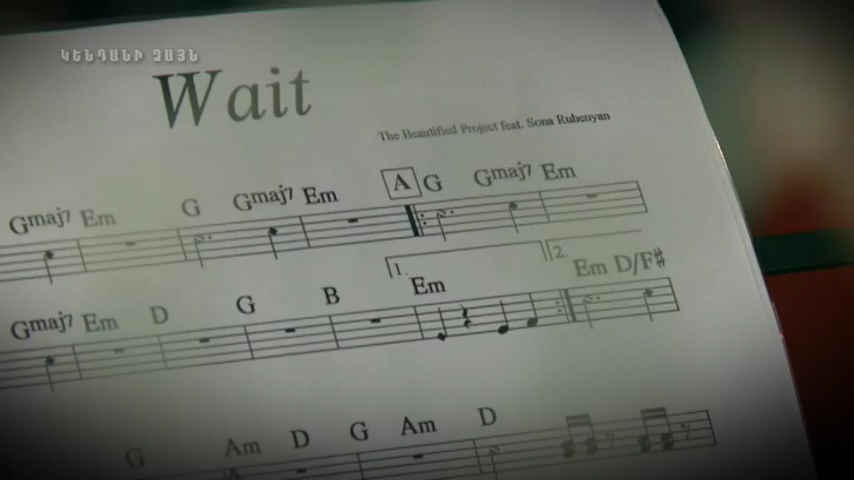 ԿԵՆԴԱՆԻ ՁԱՅՆ
Wait
The Beautified Project feat. Sona Rubenyan
Gmaj7 Em G Gmaj7 Em A G Gmaj7 Em
1. 2.
Gmaj7 Em D G B Em Em D/F#
G Am D G Am D